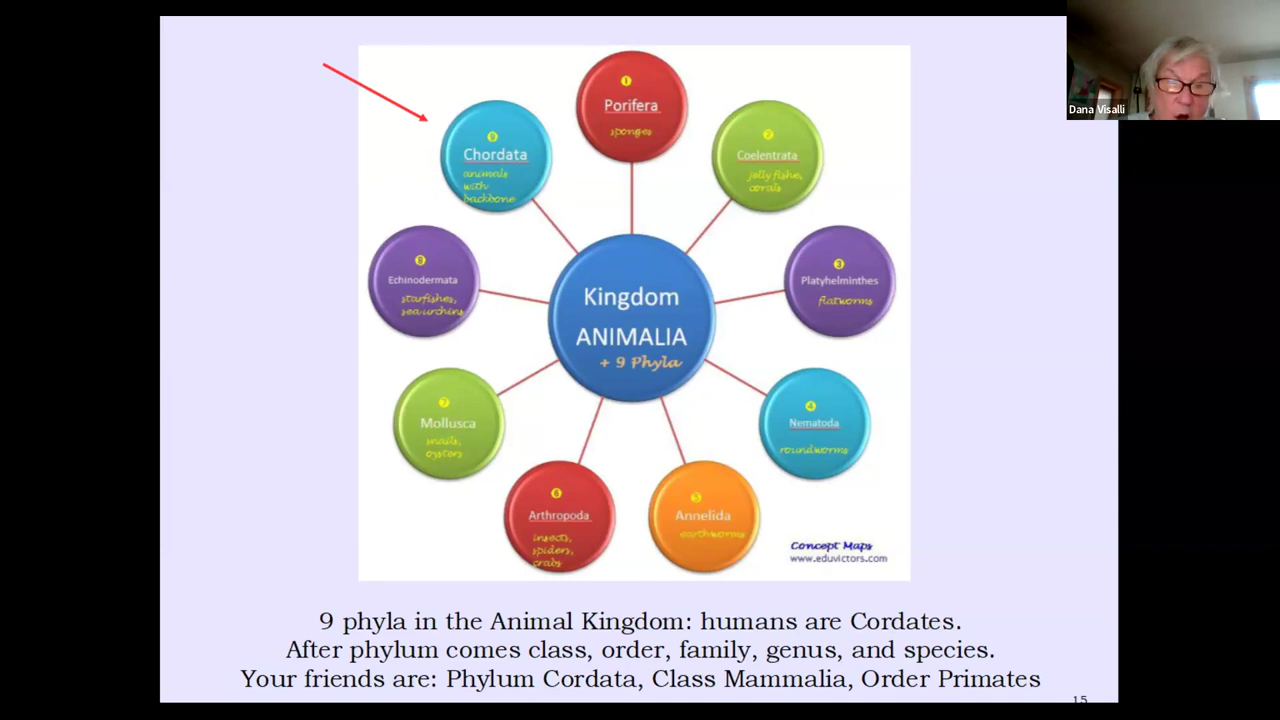 Dana Visalli
1
Porifera
sponges
2
Coelentrata
jelly fishe,
corals
3
Platyhelminthes
flatworms
4
Nematoda
roundworms
5
Annelida
earthworms
6
Arthropoda
insects,
spiders,
crabs
7
Mollusca
snails,
oysters
8
Echinodermata
starfishes,
sea urchins
9
Chordata
animals
with
backbone
Kingdom
ANIMALIA
+ 9 Phyla
Concept Maps
www.eduvictors.com
9 phyla in the Animal Kingdom: humans are Cordates.
After phylum comes class, order, family, genus, and species.
Your friends are: Phylum Cordata, Class Mammalia, Order Primates
15